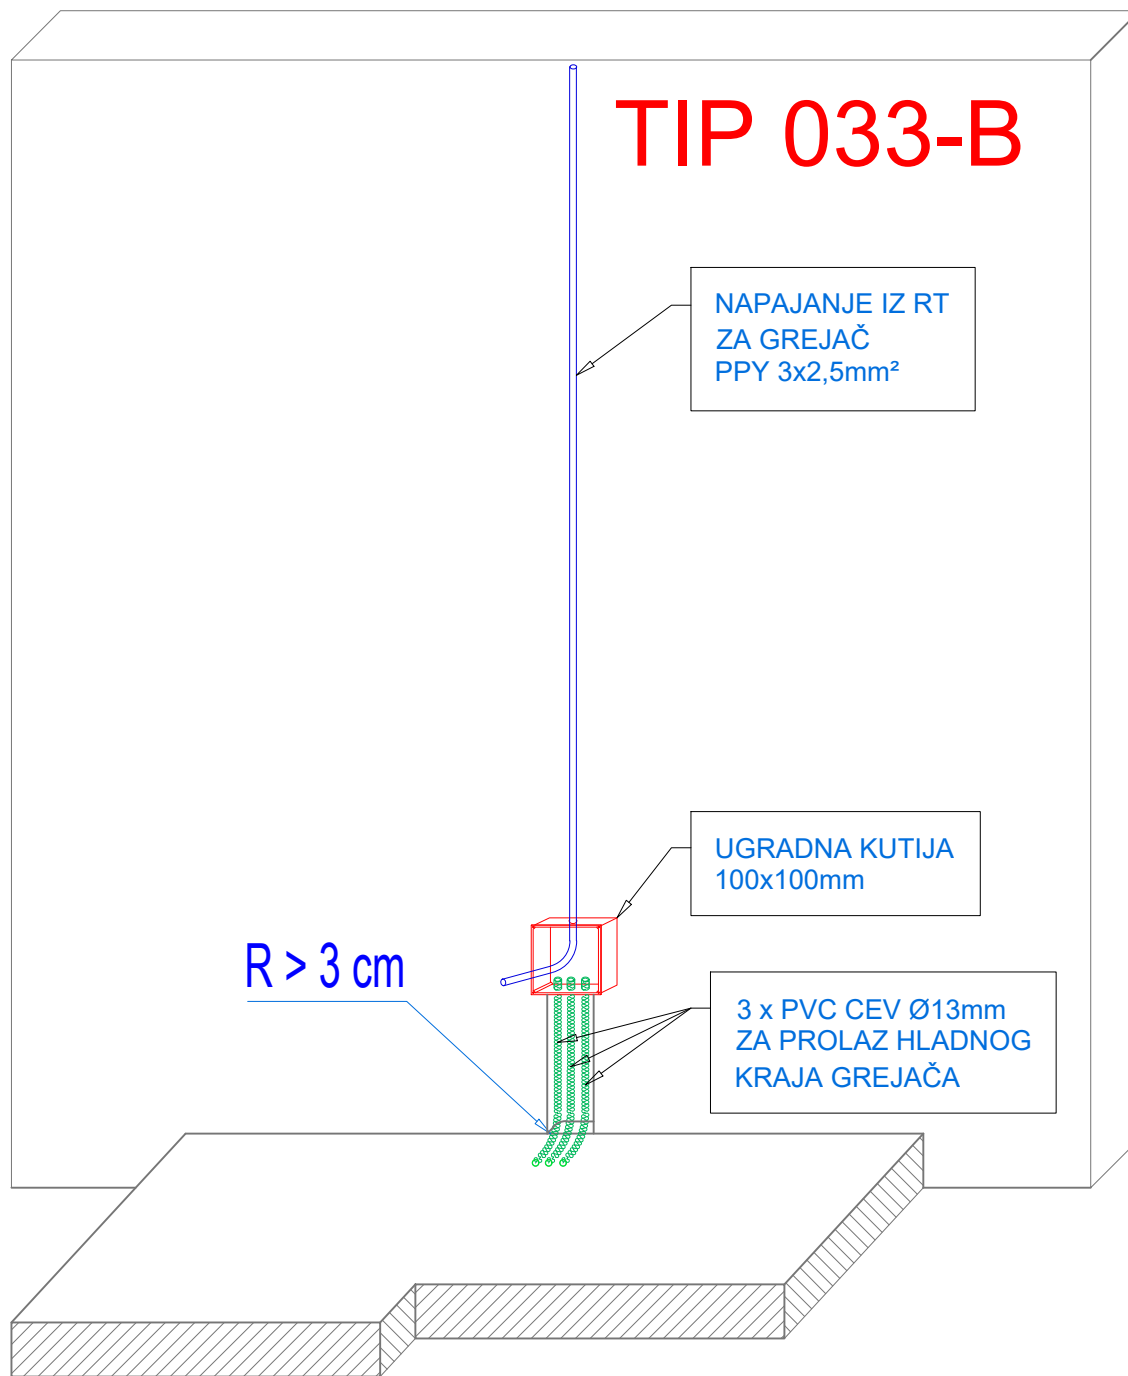 TIP 033-B
NAPAJANJE IZ RT
ZA GREJAČ
PPY 3x2,5mm²
UGRADNA KUTIJA
100x100mm
R > 3 cm
3 x PVC CEV Ø13mm
ZA PROLAZ HLADNOG
KRAJA GREJAČA